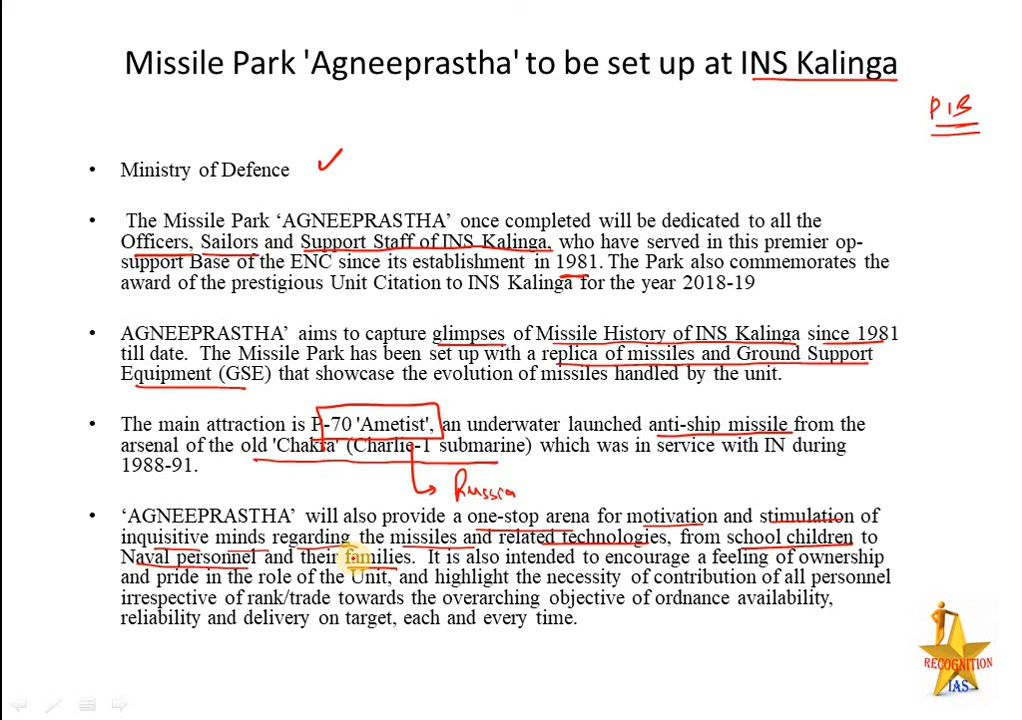 Missile Park 'Agneeprastha' to be set up at INS Kalinga
PIB
• Ministry of Defence
• The Missile Park ‘AGNEEPRASTHA’ once completed will be dedicated to all the
Officers, Sailors and Support Staff of INS Kalinga, who have served in this premier op-
support Base of the ENC since its establishment in 1981. The Park also commemorates the
award of the prestigious Unit Citation to INS Kalinga for the year 2018-19
• AGNEEPRASTHA’ aims to capture glimpses of Missile History of INS Kalinga since 1981
till date. The Missile Park has been set up with a replica of missiles and Ground Support
Equipment (GSE) that showcase the evolution of missiles handled by the unit.
• The main attraction is P-70 'Ametist', an underwater launched anti-ship missile from the
arsenal of the old 'Chakra' (Charlie-1 submarine) which was in service with IN during
1988-91.
Russia
• ‘AGNEEPRASTHA’ will also provide a one-stop arena for motivation and stimulation of
inquisitive minds regarding the missiles and related technologies, from school children to
Naval personnel and their families. It is also intended to encourage a feeling of ownership
and pride in the role of the Unit, and highlight the necessity of contribution of all personnel
irrespective of rank/trade towards the overarching objective of ordnance availability,
reliability and delivery on target, each and every time.
RECOGNITION
IAS